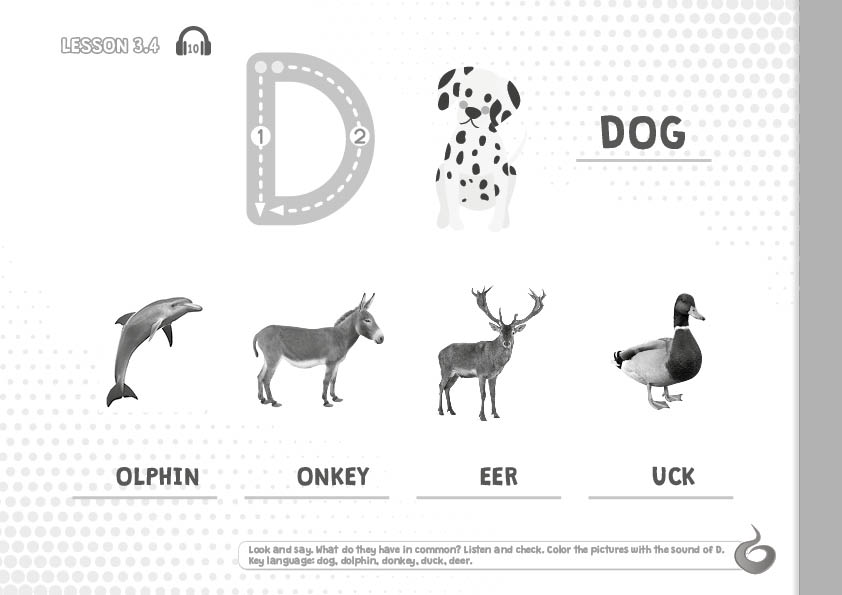 LESSON 3.4
10
1
2
DOG
OLPHIN
ONKEY
EER
UCK
Look and say. What do they have in common? Listen and check. Color the pictures with the sound of D.
Key language: dog, dolphin, donkey, duck, deer.